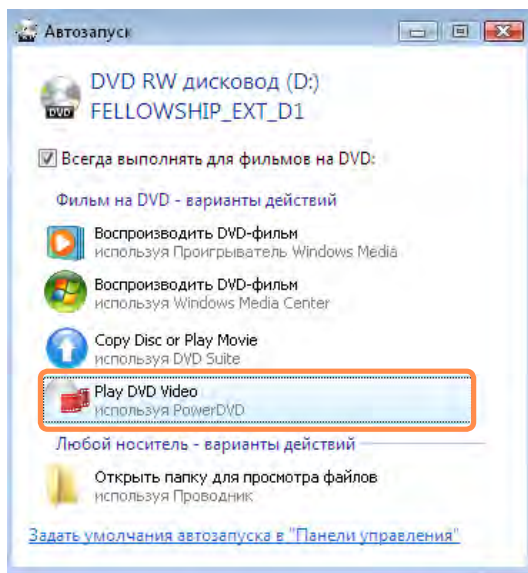 Автозапуск
DVD RW дисковод (D:)
DVD FELLOWSHIP_EXT_D1
Всегда выполнять для фильмов на DVD:
Фильм на DVD - варианты действий
Воспроизводить DVD-фильм
используя Проигрыватель Windows Media
Воспроизводить DVD-фильм
используя Windows Media Center
Copy Disc or Play Movie
используя DVD Suite
Play DVD Video
используя PowerDVD
Любой носитель - варианты действий
Открыть папку для просмотра файлов
используя Проводник
Задать умолчания автозапуска в "Панели управления"